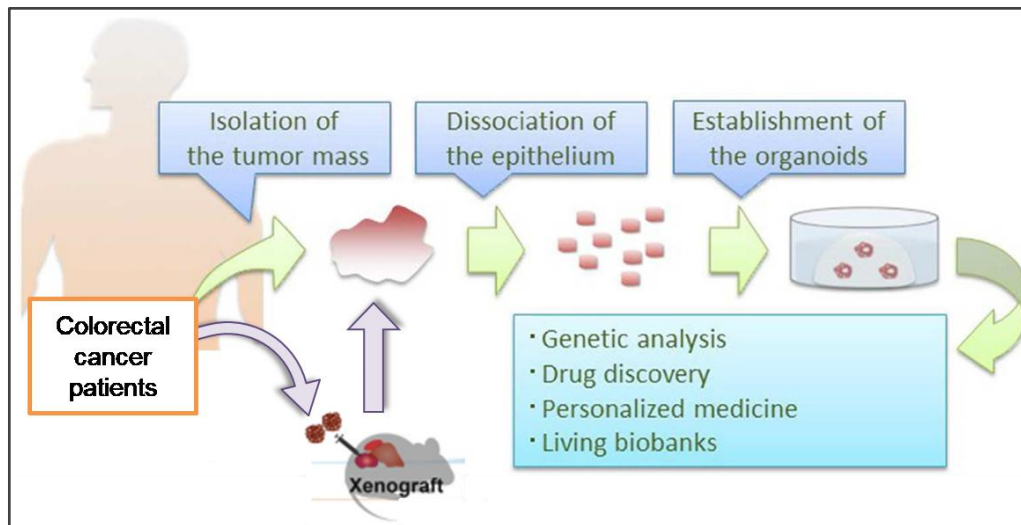 Isolation of
the tumor mass
Dissociation of
the epithelium
Establishment of
the organoids
Colorectal
cancer
patients
· Genetic analysis
· Drug discovery
· Personalized medicine
· Living biobanks
Xenograft